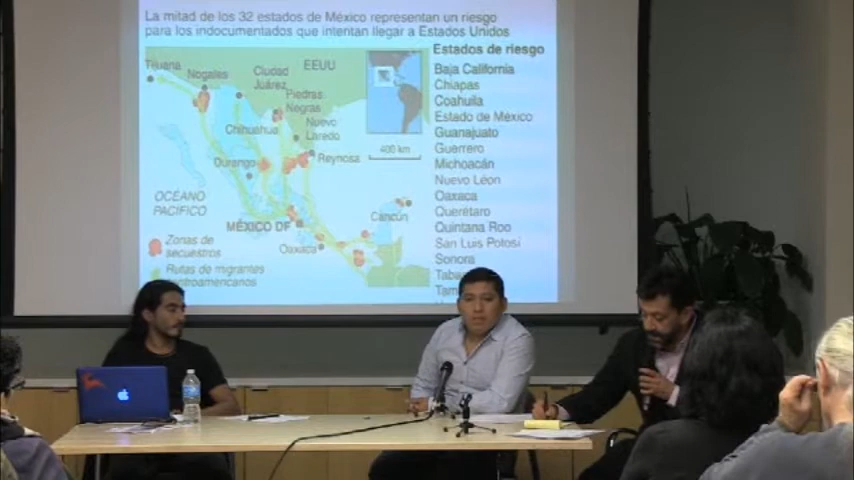 La mitad de los 32 estados de México representan un riesgo
para los indocumentados que intentan llegar a Estados Unidos
Estados de riesgo
Baja California
Chiapas
Coahuila
Estado de México
Guanajuato
Guerrero
Michoacán
Nuevo Léon
Oaxaca
Querétaro
Quintana Roo
San Luis Potosí
Sonora
Tijuana
Nogales
Ciudad
Juárez
EEUU
Piedras
Negras
Nuevo
Laredo
Chihuahua
Reynosa
400 km
Durango
OCÉANO
PACIFICO
MÉXICO DF
Cancún
Oaxaca
Zonas de
secuestros
Rutas de migrantes